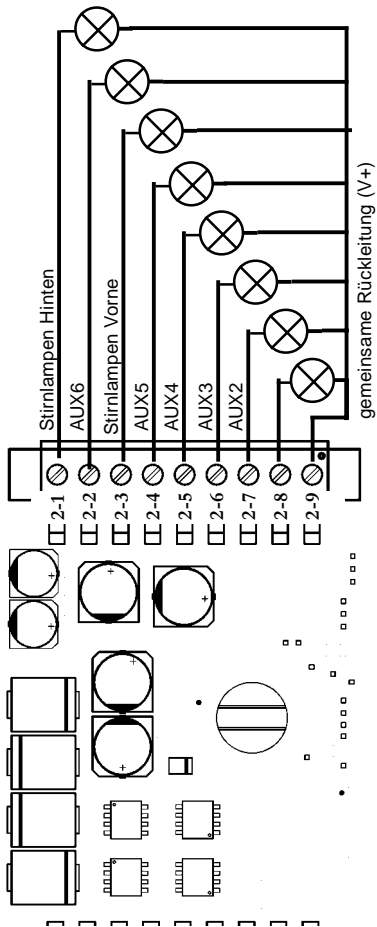 Stirnlampen Hinten
AUX6
Stirnlampen Vorne
AUX5
AUX4
AUX3
AUX2
gemeinsame Rückleitung (V+)
2-1
2-2
2-3
2-4
2-5
2-6
2-7
2-8
2-9